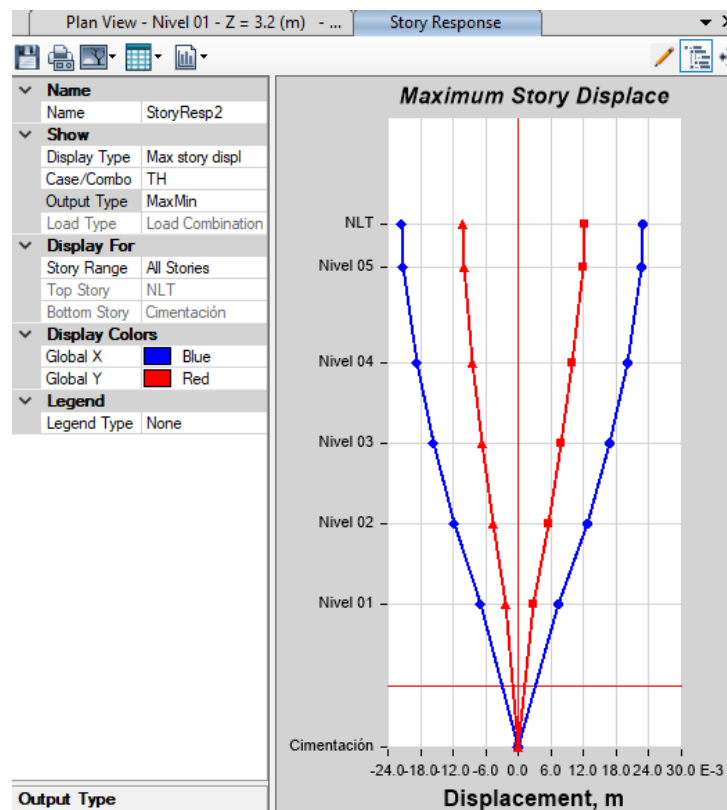 Plan View - Nivel 01 - Z = 3.2 (m) - ...
Story Response
Name
Name StoryResp2
Show
Display Type Max story displ
Case/Combo TH
Output Type MaxMin
Load Type Load Combination
Display For
Story Range All Stories
Top Story NLT
Bottom Story Cimentación
Display Colors
Global X Blue
Global Y Red
Legend
Legend Type None
Output Type
Maximum Story Displace
NLT
Nivel 05
Nivel 04
Nivel 03
Nivel 02
Nivel 01
Cimentación
-24.0 -18.0 -12.0 -6.0 0.0 6.0 12.0 18.0 24.0 30.0 E-3
Displacement, m